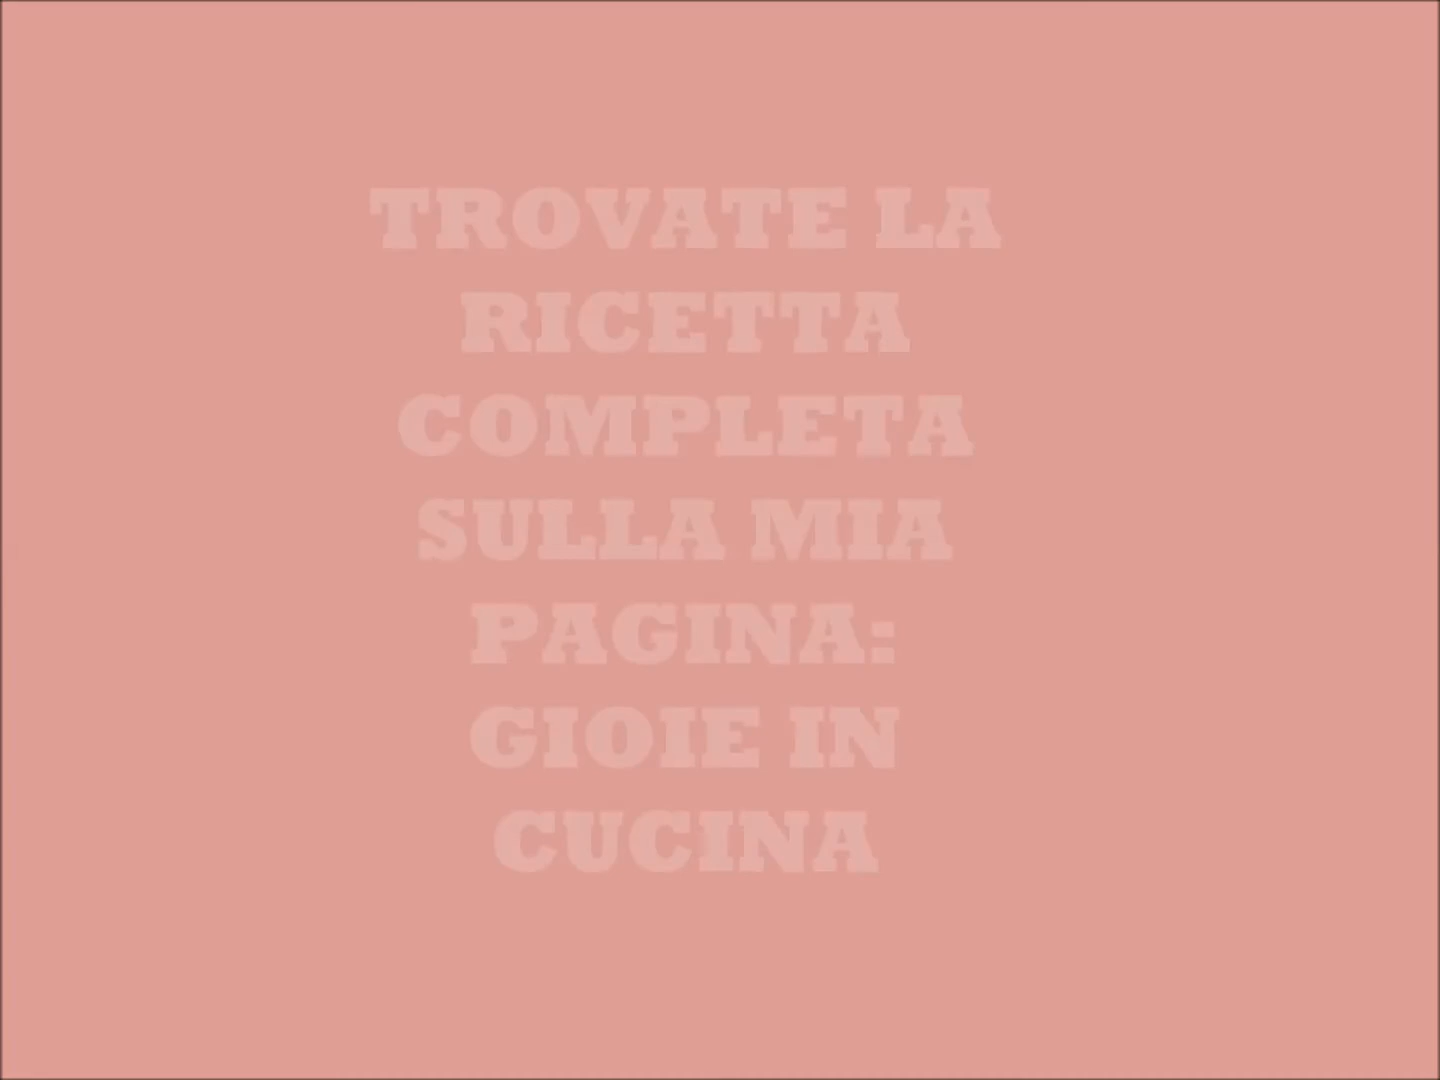 TROVATE LA
RICETTA
COMPLETA
SULLA MIA
PAGINA:
GIOIE IN
CUCINA